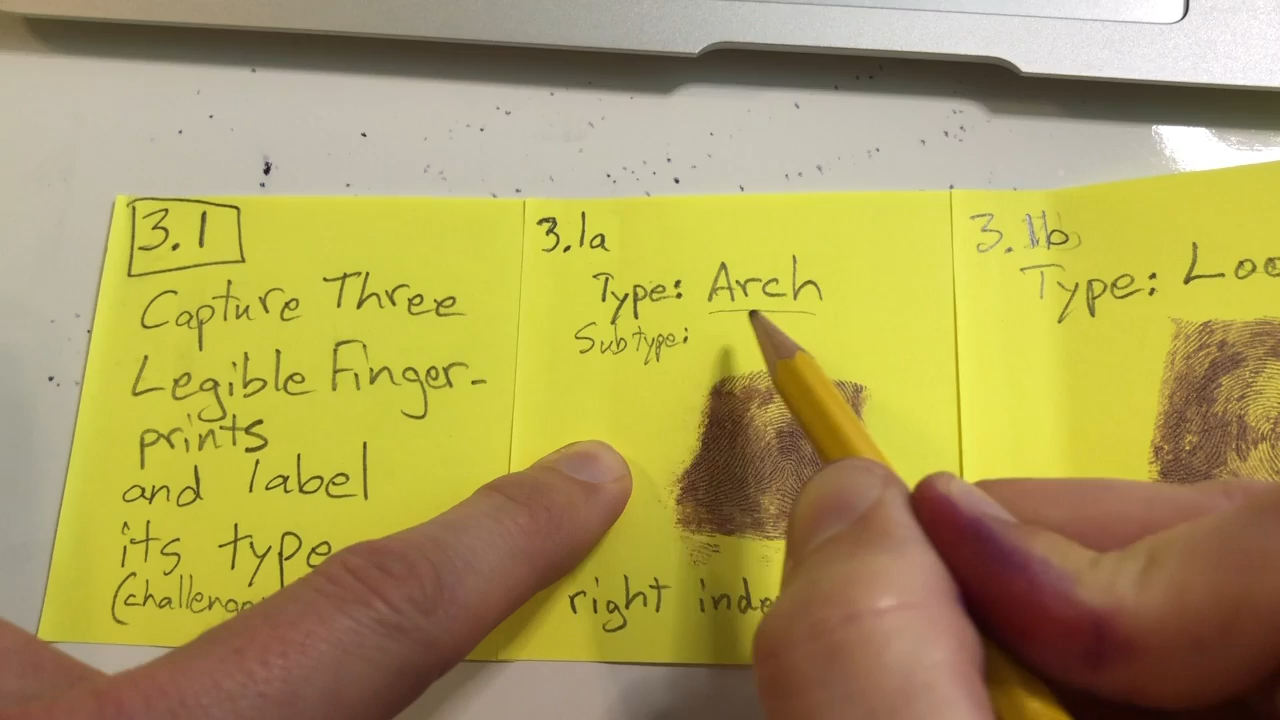 3.1
Capture Three
Legible Finger-
prints
and label
its type
3.1a
Type: Arch
Subtype:
right
3.1b
Type: